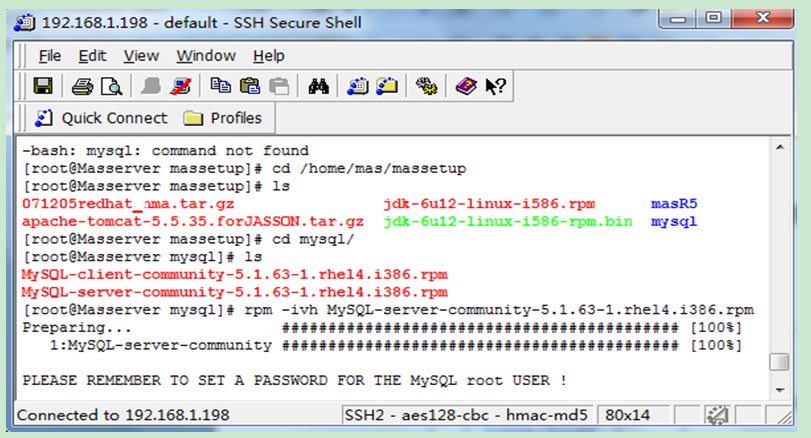 192.168.1.198 - default - SSH Secure Shell
File Edit View Window Help
Quick Connect Profiles
-bash: mysql: command not found
[root@Masserver massetup]# cd /home/mas/massetup
[root@Masserver massetup]# ls
jdk-6u12-linux-i586.rpm masR5
apache-tomcat-5.5.35.forJASSON.tar.gz jdk-6u12-linux-i586-rpm.bin mysql
[root@Masserver massetup]# cd mysql/
[root@Masserver mysql]# ls
MySQL-client-community-5.1.63-1.rhel4.i386.rpm
MySQL-server-community-5.1.63-1.rhel4.i386.rpm
[root@Masserver mysql]# rpm -ivh MySQL-server-community-5.1.63-1.rhel4.i386.rpm
Preparing... ########################################### [100%]
1:MySQL-server-community ########################################### [100%]
PLEASE REMEMBER TO SET A PASSWORD FOR THE MySQL root USER !
Connected to 192.168.1.198 SSH2 - aes128-cbc - hmac-md5 80x14